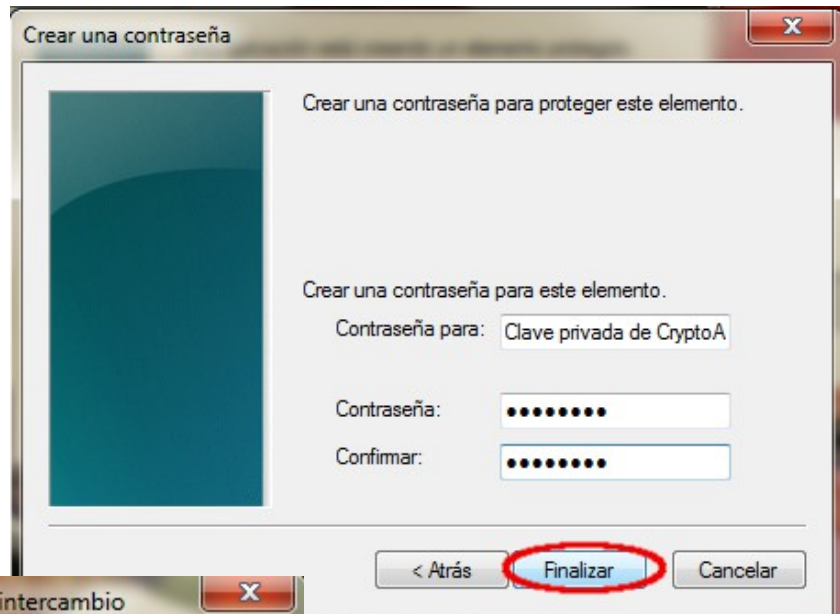 Crear una contraseña
Crear una contraseña para proteger este elemento.
Crear una contraseña para este elemento.
Contraseña para: Clave privada de CryptoA
Contraseña: ••••••••
Confirmar: ••••••••
< Atrás Finalizar Cancelar
intercambio